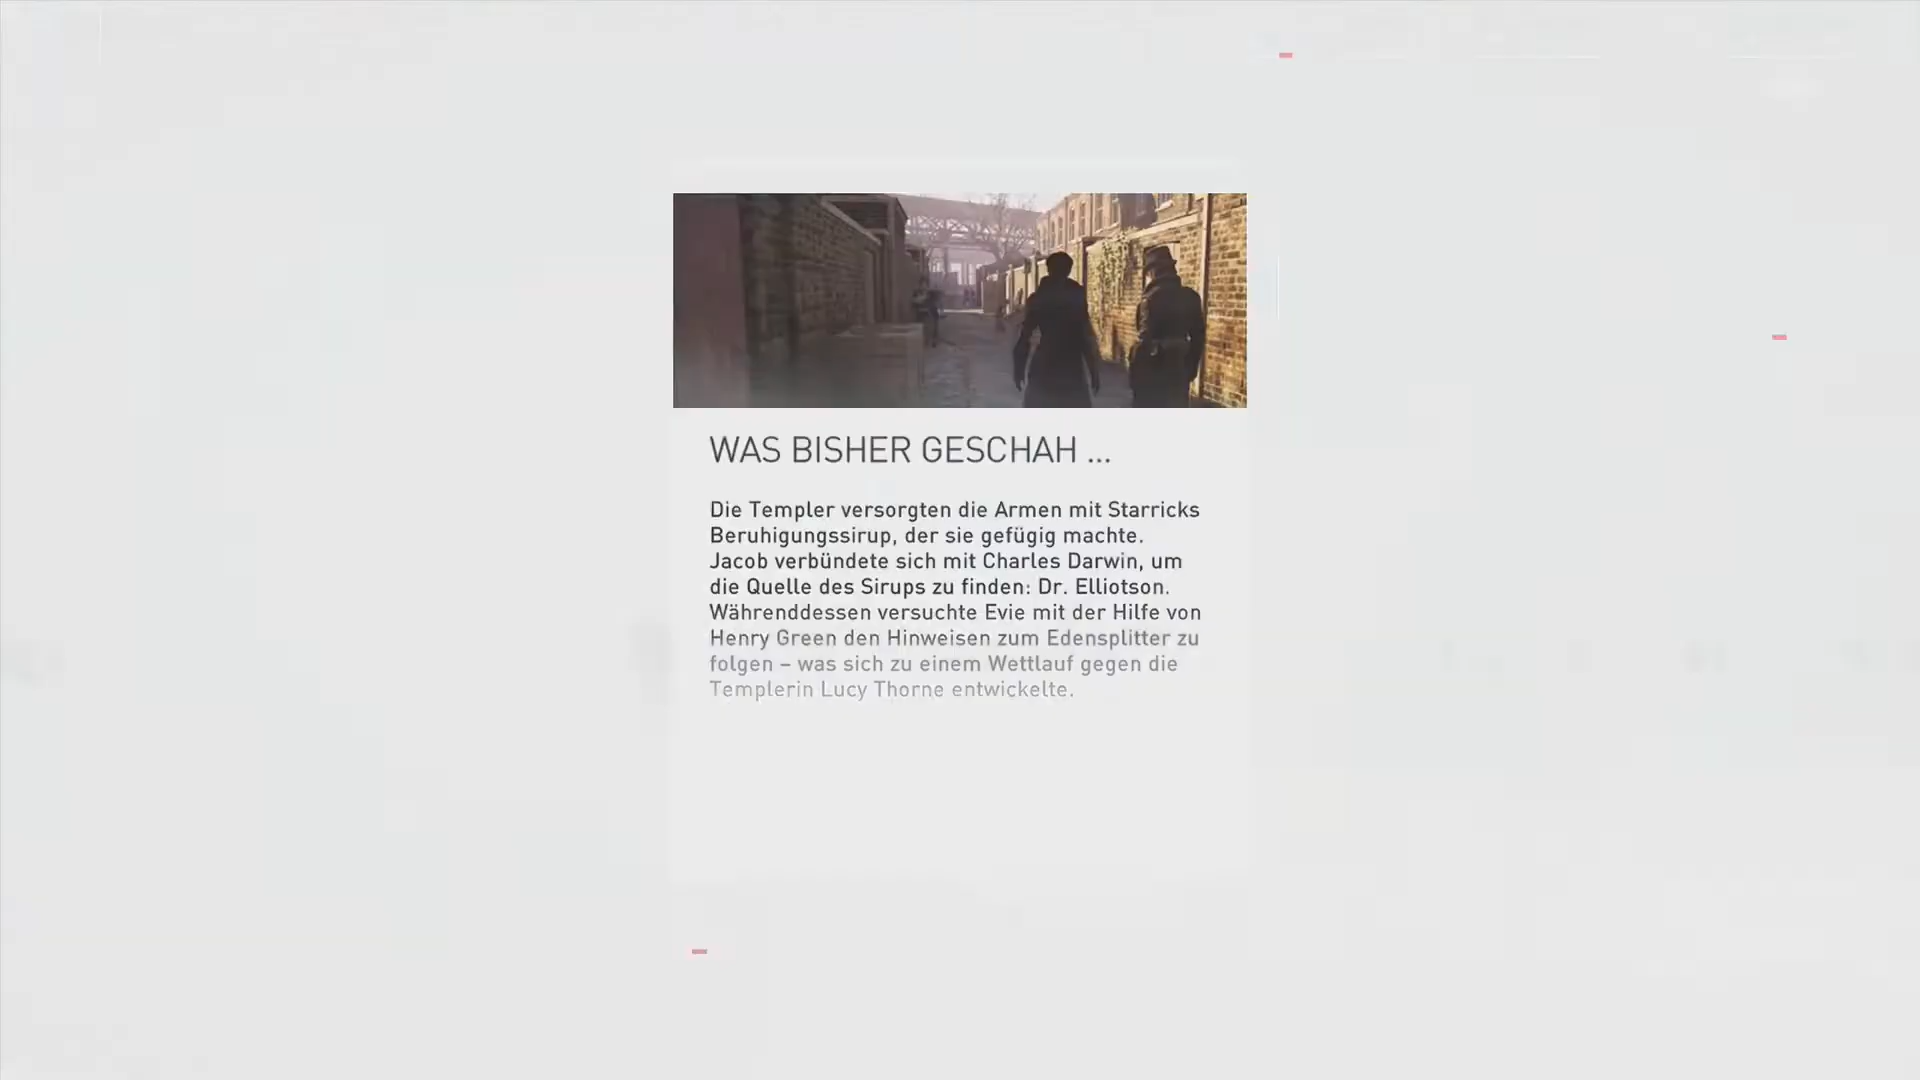 WAS BISHER GESCHAH ...
Die Templer versorgten die Armen mit Starricks
Beruhigungssirup, der sie gefügig machte.
Jacob verbündete sich mit Charles Darwin, um
die Quelle des Sirups zu finden: Dr. Elliotson.
Währenddessen versuchte Evie mit der Hilfe von
Henry Green den Hinweisen zum Edensplitter zu
folgen – was sich zu einem Wettlauf gegen die
Templerin Lucy Thorne entwickelte.